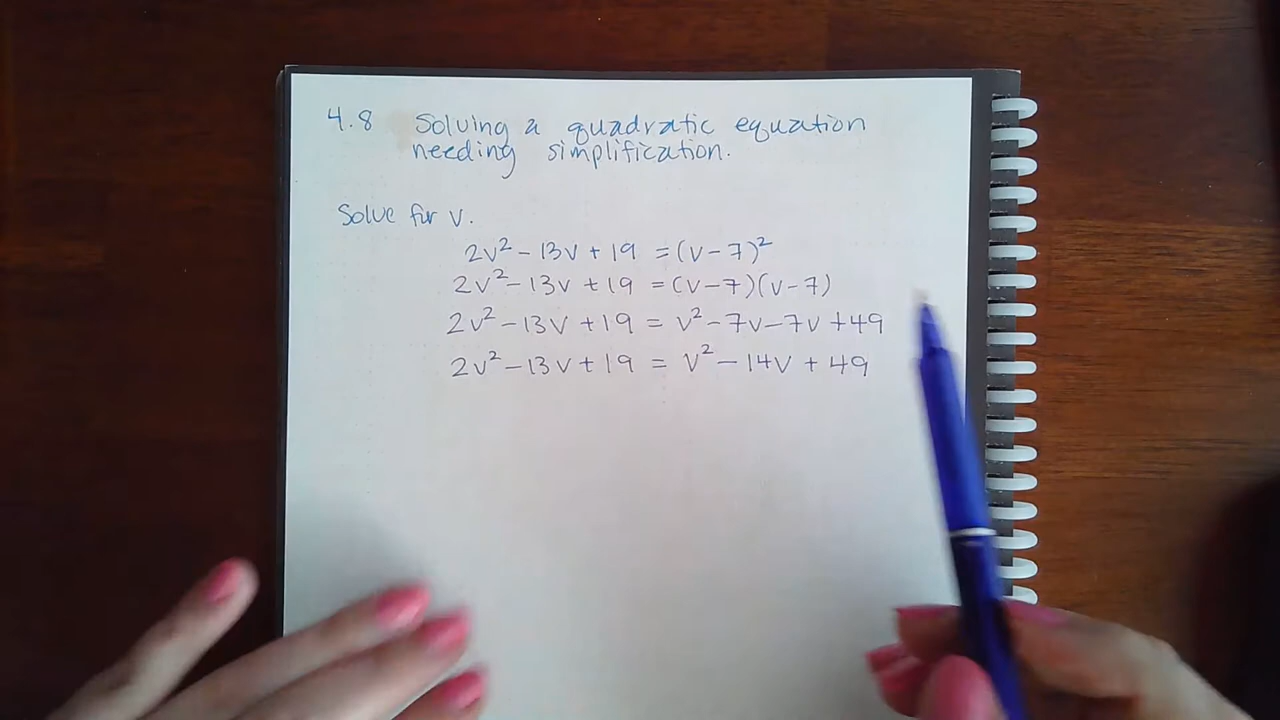 4.8 Solving a quadratic equation
needing simplification.
Solve for v.
2v² - 13v + 19 = (v - 7)²
2v² - 13v + 19 = (v - 7)(v - 7)
2v² - 13v + 19 = v² - 7v - 7v + 49
2v² - 13v + 19 = v² - 14v + 49